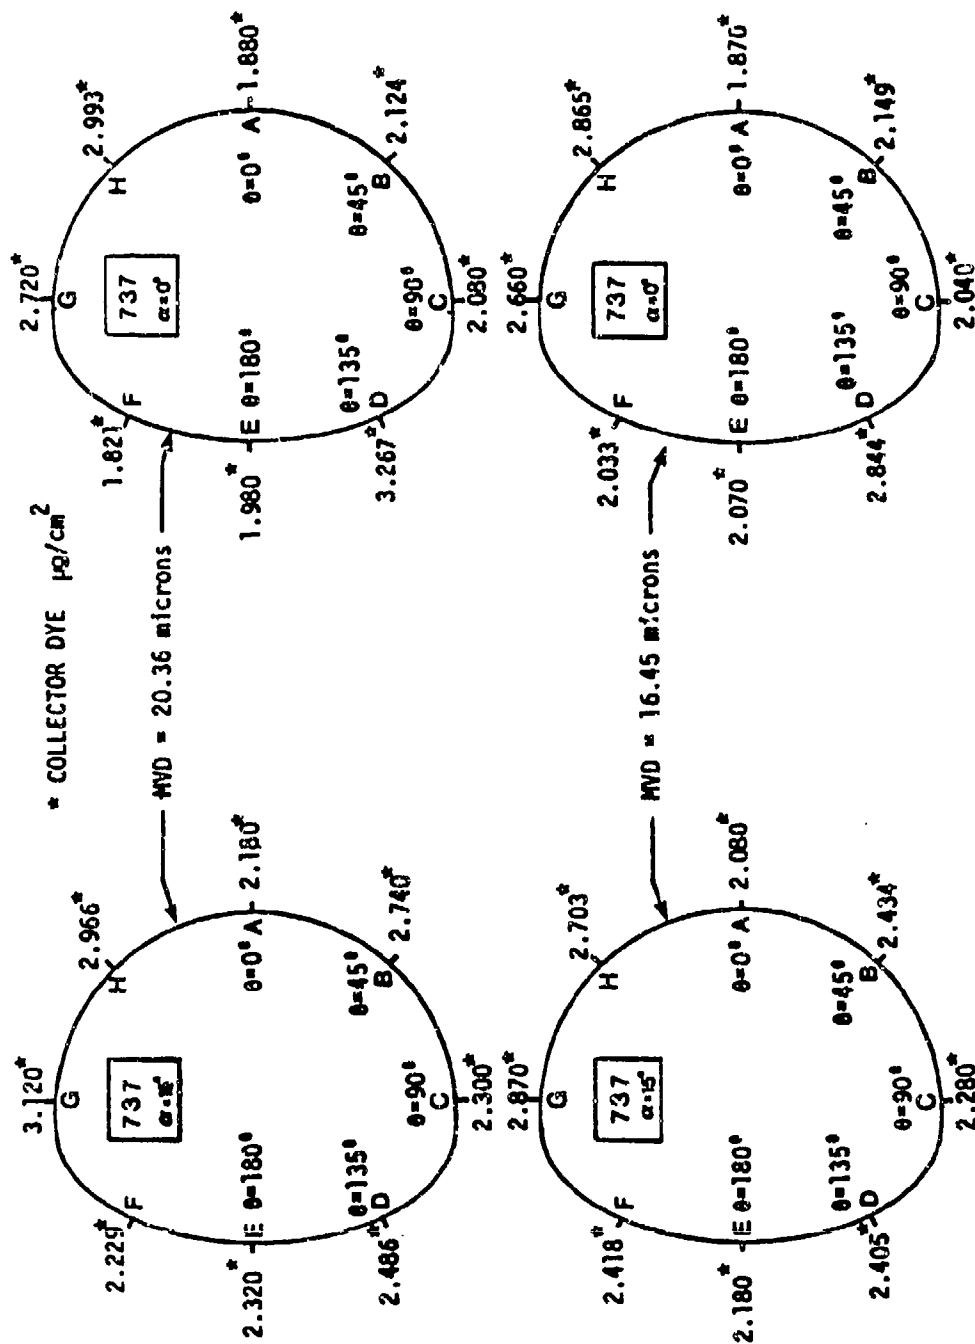 * COLLECTOR DYE μg/cm²
2.966*
3.120*
H
G
2.229*
F
737
2.180*
A
θ=0°
2.320*
E θ=180°
θ=45°
B
2.740*
θ=135°
D
2.486*
θ=90°
C
2.300*
MVD = 20.36 microns
2.993*
2.720*
H
G
1.821*
F
737
α=0°
1.880*
A
θ=0°
1.980*
E θ=180°
θ=45°
B
2.124*
θ=135°
D
3.267*
θ=90°
C
2.080*
2.703*
2.870*
H
G
2.418*
F
737
α=15°
2.080*
θ=0° A
2.180*
E θ=180°
θ=45°
B
2.434*
θ=135°
D
2.405*
θ=90°
C
2.280*
MVD = 16.45 microns
2.865*
2.660*
H
G
2.033*
F
737
α=0°
1.870*
θ=0° A
2.070*
E θ=180°
θ=45°
B
2.149*
θ=135°
D
2.844*
θ=90°
C
2.040*